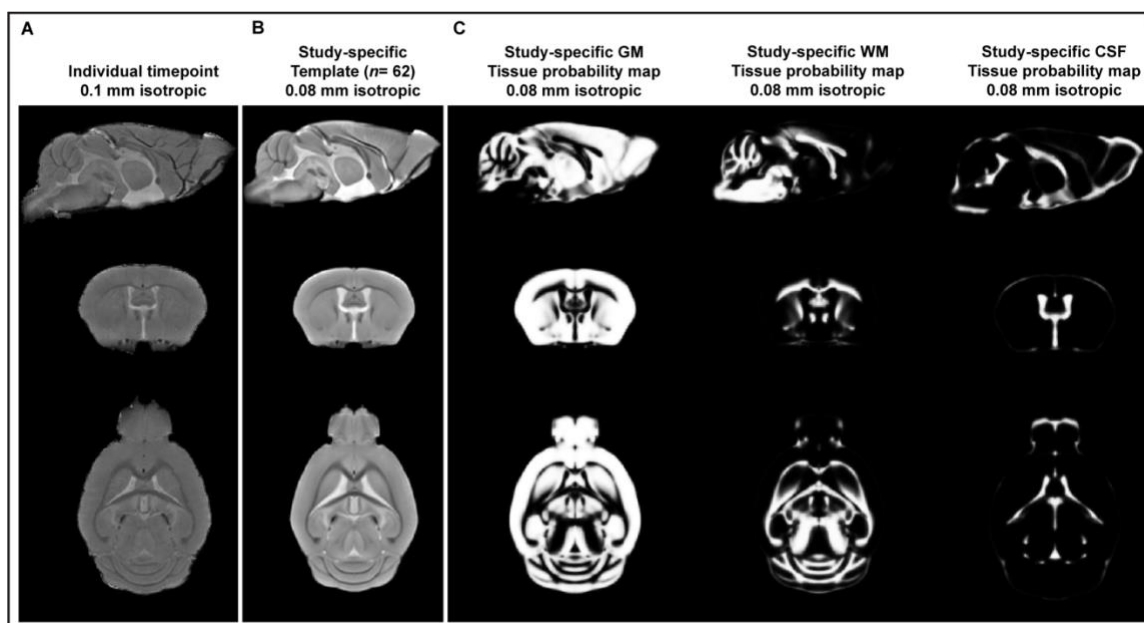 A
Individual timepoint
0.1 mm isotropic
B
Study-specific
Template (n= 62)
0.08 mm isotropic
C
Study-specific GM
Tissue probability map
0.08 mm isotropic
Study-specific WM
Tissue probability map
0.08 mm isotropic
Study-specific CSF
Tissue probability map
0.08 mm isotropic